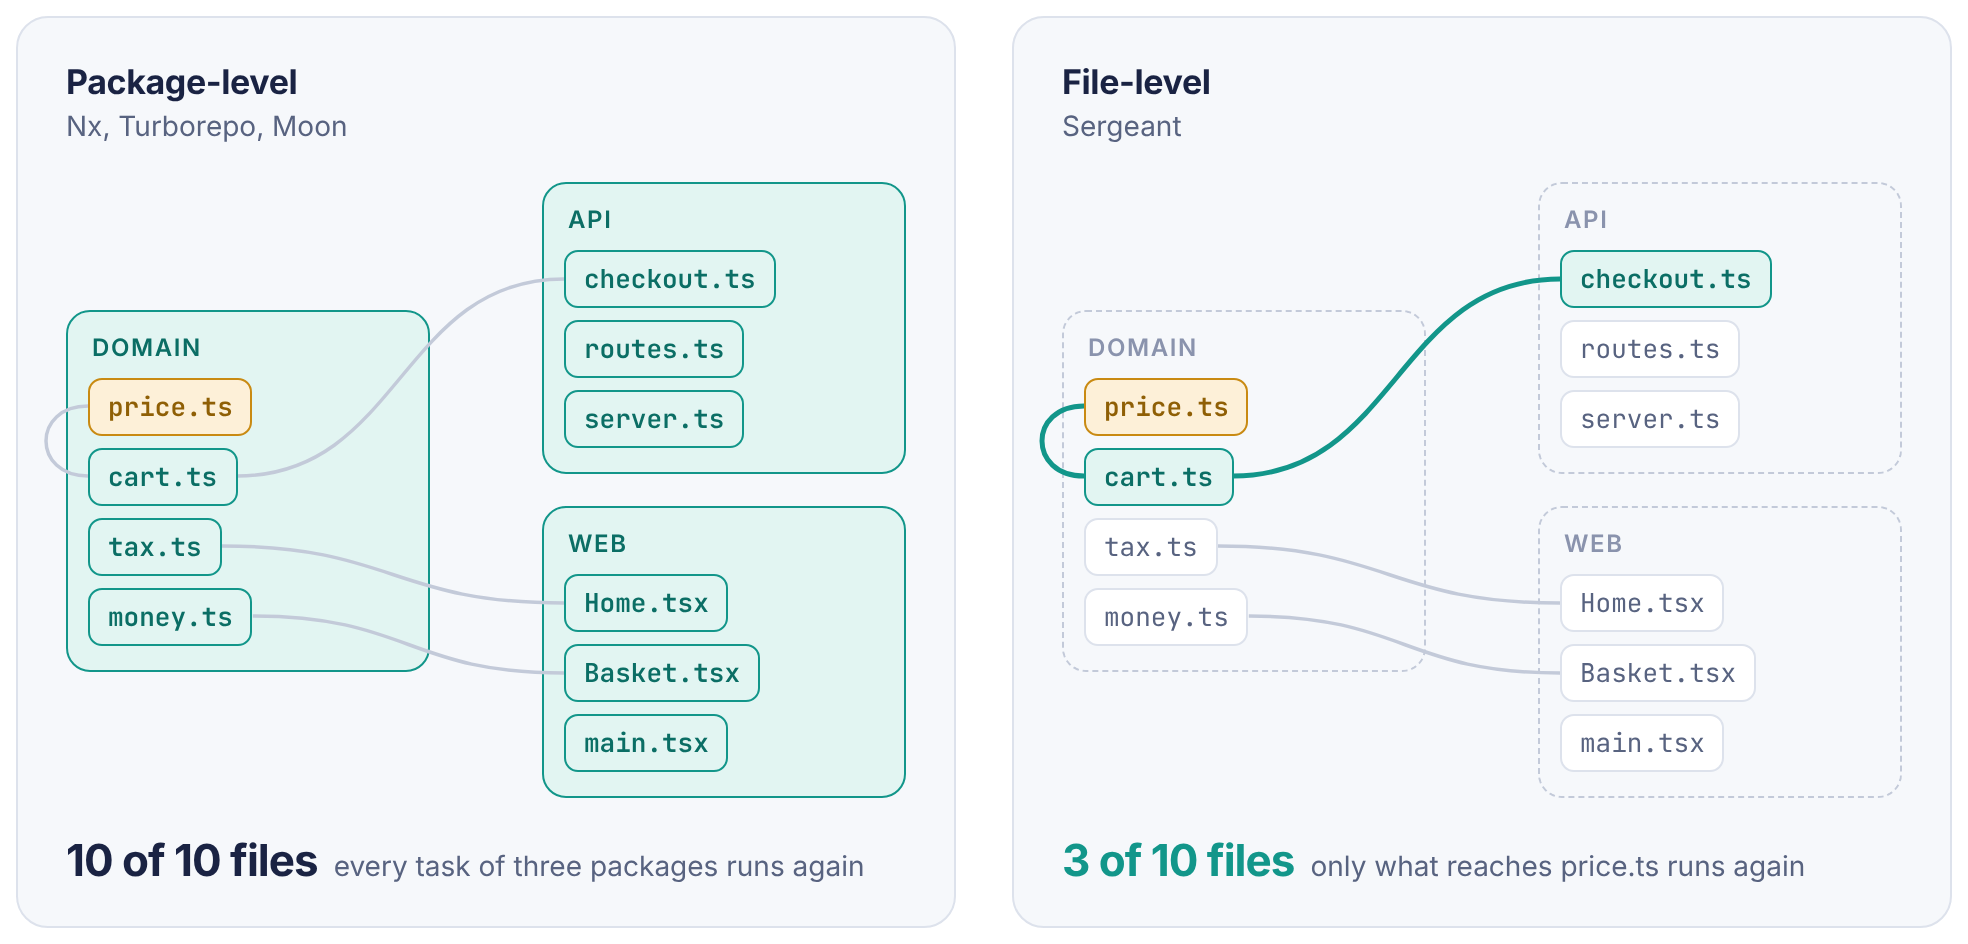 Package-level
Nx, Turborepo, Moon
API
checkout.ts
routes.ts
server.ts
DOMAIN
price.ts
cart.ts
tax.ts
money.ts
WEB
Home.tsx
Basket.tsx
main.tsx
10 of 10 files every task of three packages runs again
File-level
Sergeant
API
checkout.ts
routes.ts
server.ts
DOMAIN
price.ts
cart.ts
tax.ts
money.ts
WEB
Home.tsx
Basket.tsx
main.tsx
3 of 10 files only what reaches price.ts runs again